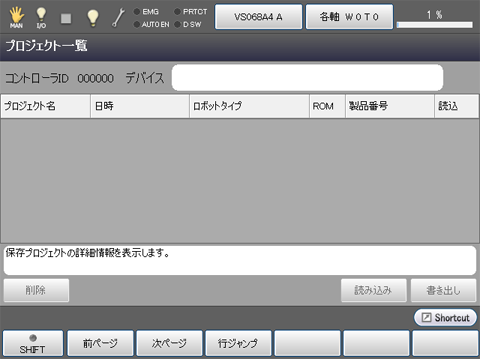 MAN I/O EMG AUTO EN PRTCT D SW VS068A4 A 各軸 W 0 T 0 1 %
プロジェクト一覧
コントローラID 000000 デバイス
プロジェクト名 日時 ロボットタイプ ROM 製品番号 読込
保存プロジェクトの詳細情報を表示します。
削除 読み込み 書き出し
Shortcut
SHIFT 前ページ 次ページ 行ジャンプ